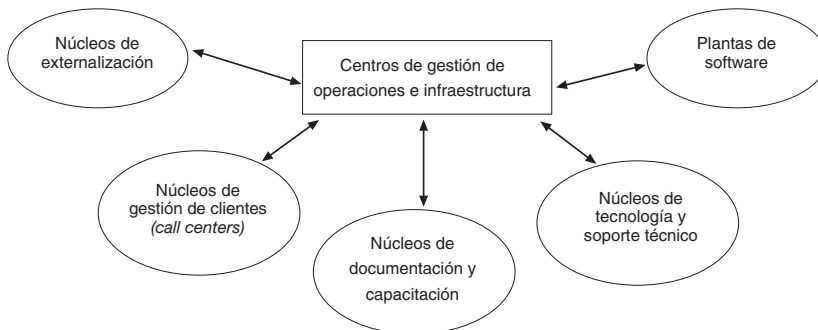 Núcleos de
externalización
Centros de gestión de
operaciones e infraestructura
Plantas de
software
Núcleos de
gestión de clientes
(call centers)
Núcleos de
documentación y
capacitación
Núcleos de
tecnología y
soporte técnico